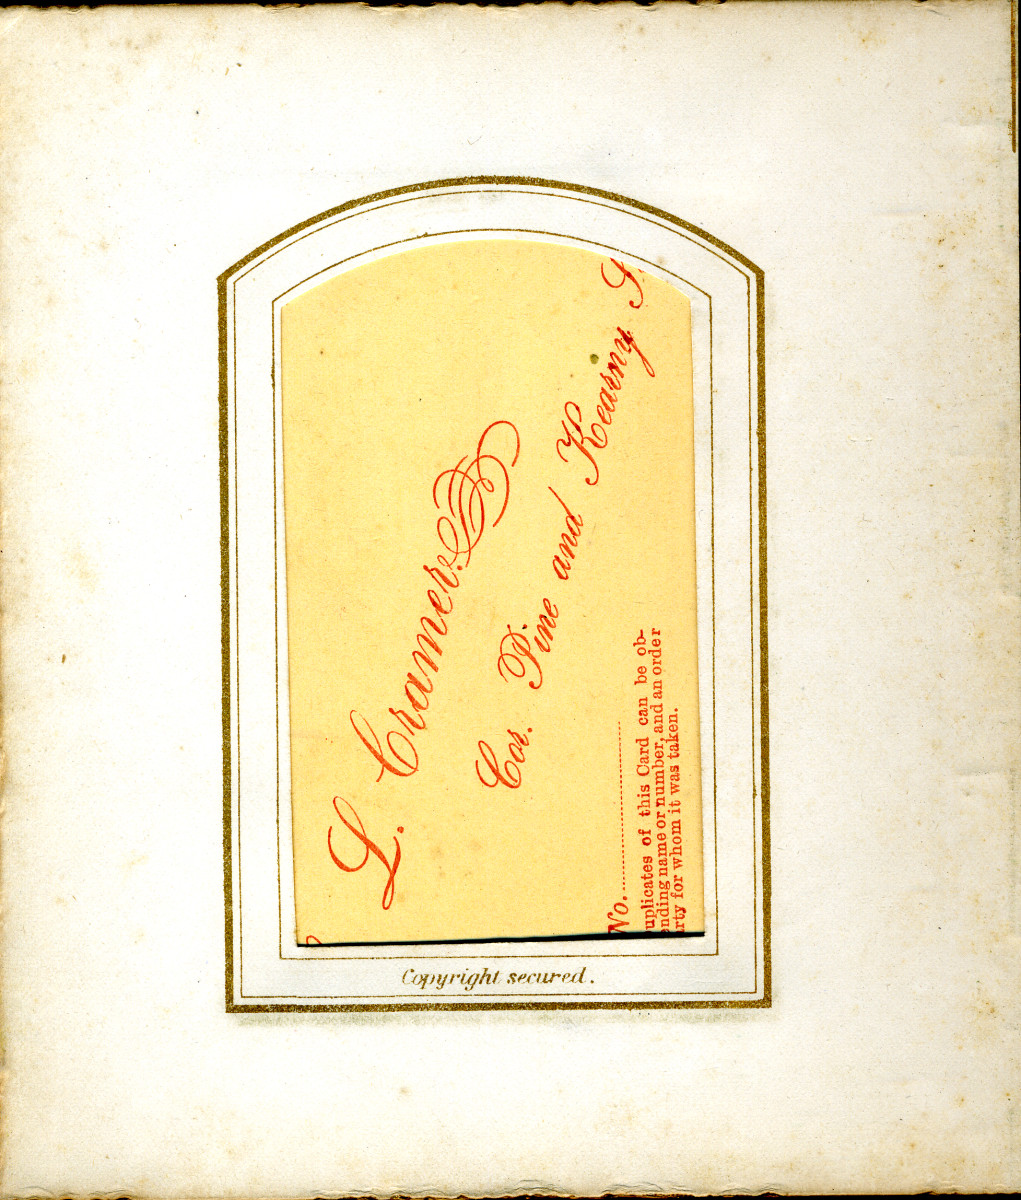 L. Cramer.
Cor. Pine and Kearny S
No.
uplicates of this Card can be ob-
ending name or number, and an order
arty for whom it was taken.
Copyright secured.